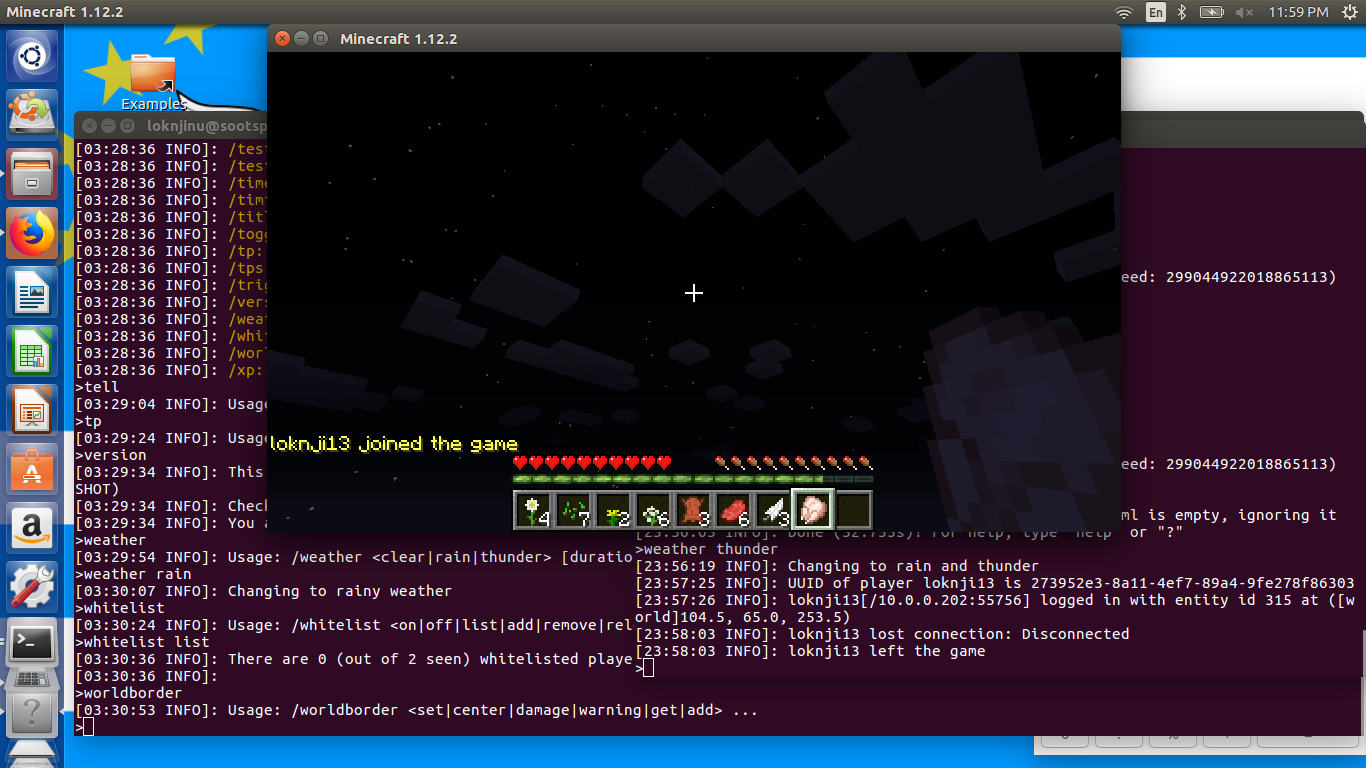 Minecraft 1.12.2
En
11:59 PM
Minecraft 1.12.2
Examples
loknjinu@sootsp
[03:28:36 INFO]: /tes
[03:28:36 INFO]: /tes
[03:28:36 INFO]: /time
[03:28:36 INFO]: /tim
[03:28:36 INFO]: /titl
[03:28:36 INFO]: /togg
[03:28:36 INFO]: /tp:
[03:28:36 INFO]: /tps
[03:28:36 INFO]: /trig
[03:28:36 INFO]: /vers
[03:28:36 INFO]: /weat
[03:28:36 INFO]: /whit
[03:28:36 INFO]: /worl
[03:28:36 INFO]: /xp:
>tell
[03:29:04 INFO]: Usage
>tp
[03:29:24 INFO]: Usage
>version
[03:29:34 INFO]: This
SHOT)
[03:29:34 INFO]: Check
[03:29:34 INFO]: You a
>weather
[03:29:54 INFO]: Usage: /weather <clear|rain|thunder> [duratio
>weather rain
[03:30:07 INFO]: Changing to rainy weather
>whitelist
[03:30:24 INFO]: Usage: /whitelist <on|off|list|add|remove|rel
>whitelist list
[03:30:36 INFO]: There are 0 (out of 2 seen) whitelisted playe
[03:30:36 INFO]:
>worldborder
[03:30:53 INFO]: Usage: /worldborder <set|center|damage|warning|get|add> ...
>
loknji13 joined the game
4
7
2
6
3
6
3
eed: 299044922018865113)
eed: 299044922018865113)
ml is empty, ignoring it
[23:56:03 INFO]: Done (32.733s)! For help, type "help" or "?"
>weather thunder
[23:56:19 INFO]: Changing to rain and thunder
[23:57:25 INFO]: UUID of player loknji13 is 273952e3-8a11-4ef7-89a4-9fe278f86303
[23:57:26 INFO]: loknji13[/10.0.0.202:55756] logged in with entity id 315 at ([w
orld]104.5, 65.0, 253.5)
[23:58:03 INFO]: loknji13 lost connection: Disconnected
[23:58:03 INFO]: loknji13 left the game
>